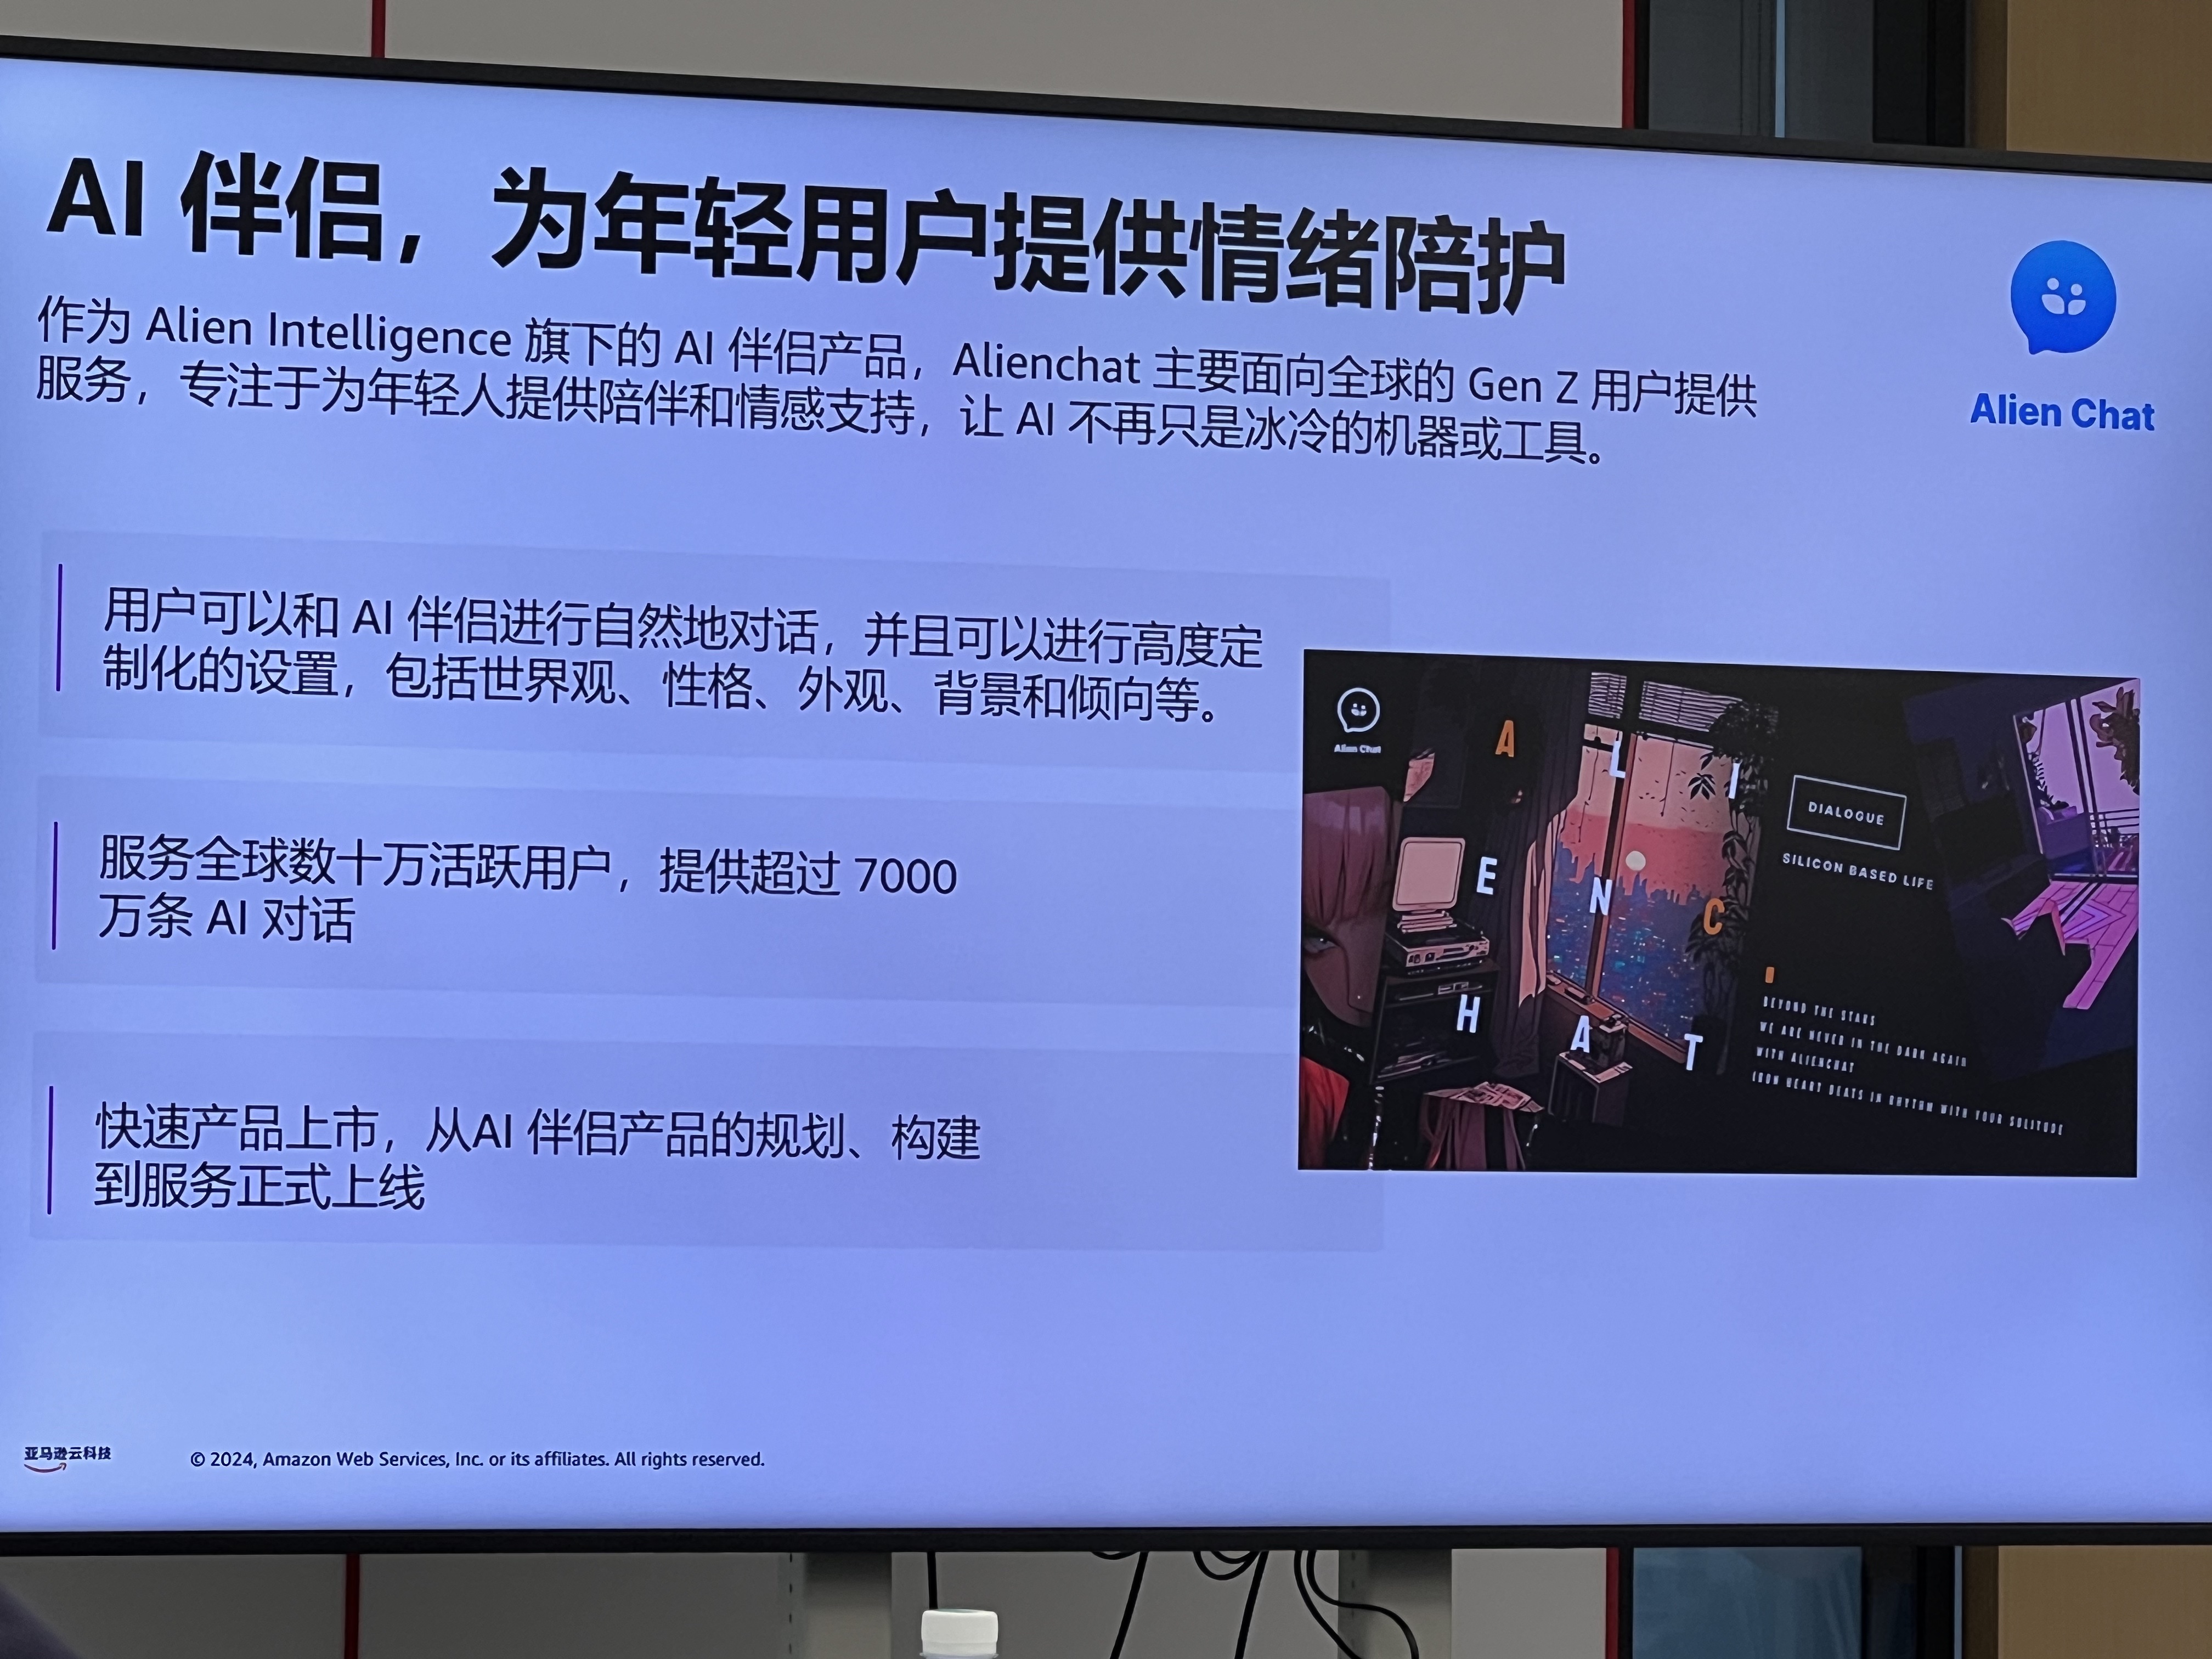 AI 伴侣，为年轻用户提供情绪陪护
作为 Alien Intelligence 旗下的 AI 伴侣产品，Alienchat 主要面向全球的 Gen Z 用户提供
服务，专注于为年轻人提供陪伴和情感支持，让 AI 不再只是冰冷的机器或工具。
Alien Chat
用户可以和 AI 伴侣进行自然地对话，并且可以进行高度定
制化的设置，包括世界观、性格、外观、背景和倾向等。
服务全球数十万活跃用户，提供超过 7000
万条 AI 对话
快速产品上市，从AI 伴侣产品的规划、构建
到服务正式上线
Alien Chat
A L I
E N C
H A T
DIALOGUE
SILICON BASED LIFE
BEYOND THE STARS
WE ARE NEVER IN THE DARK AGAIN
WITH ALIENCHAT
IRON HEART BEATS IN RHYTHM WITH YOUR SOLITUDE
亚马逊云科技
© 2024, Amazon Web Services, Inc. or its affiliates. All rights reserved.